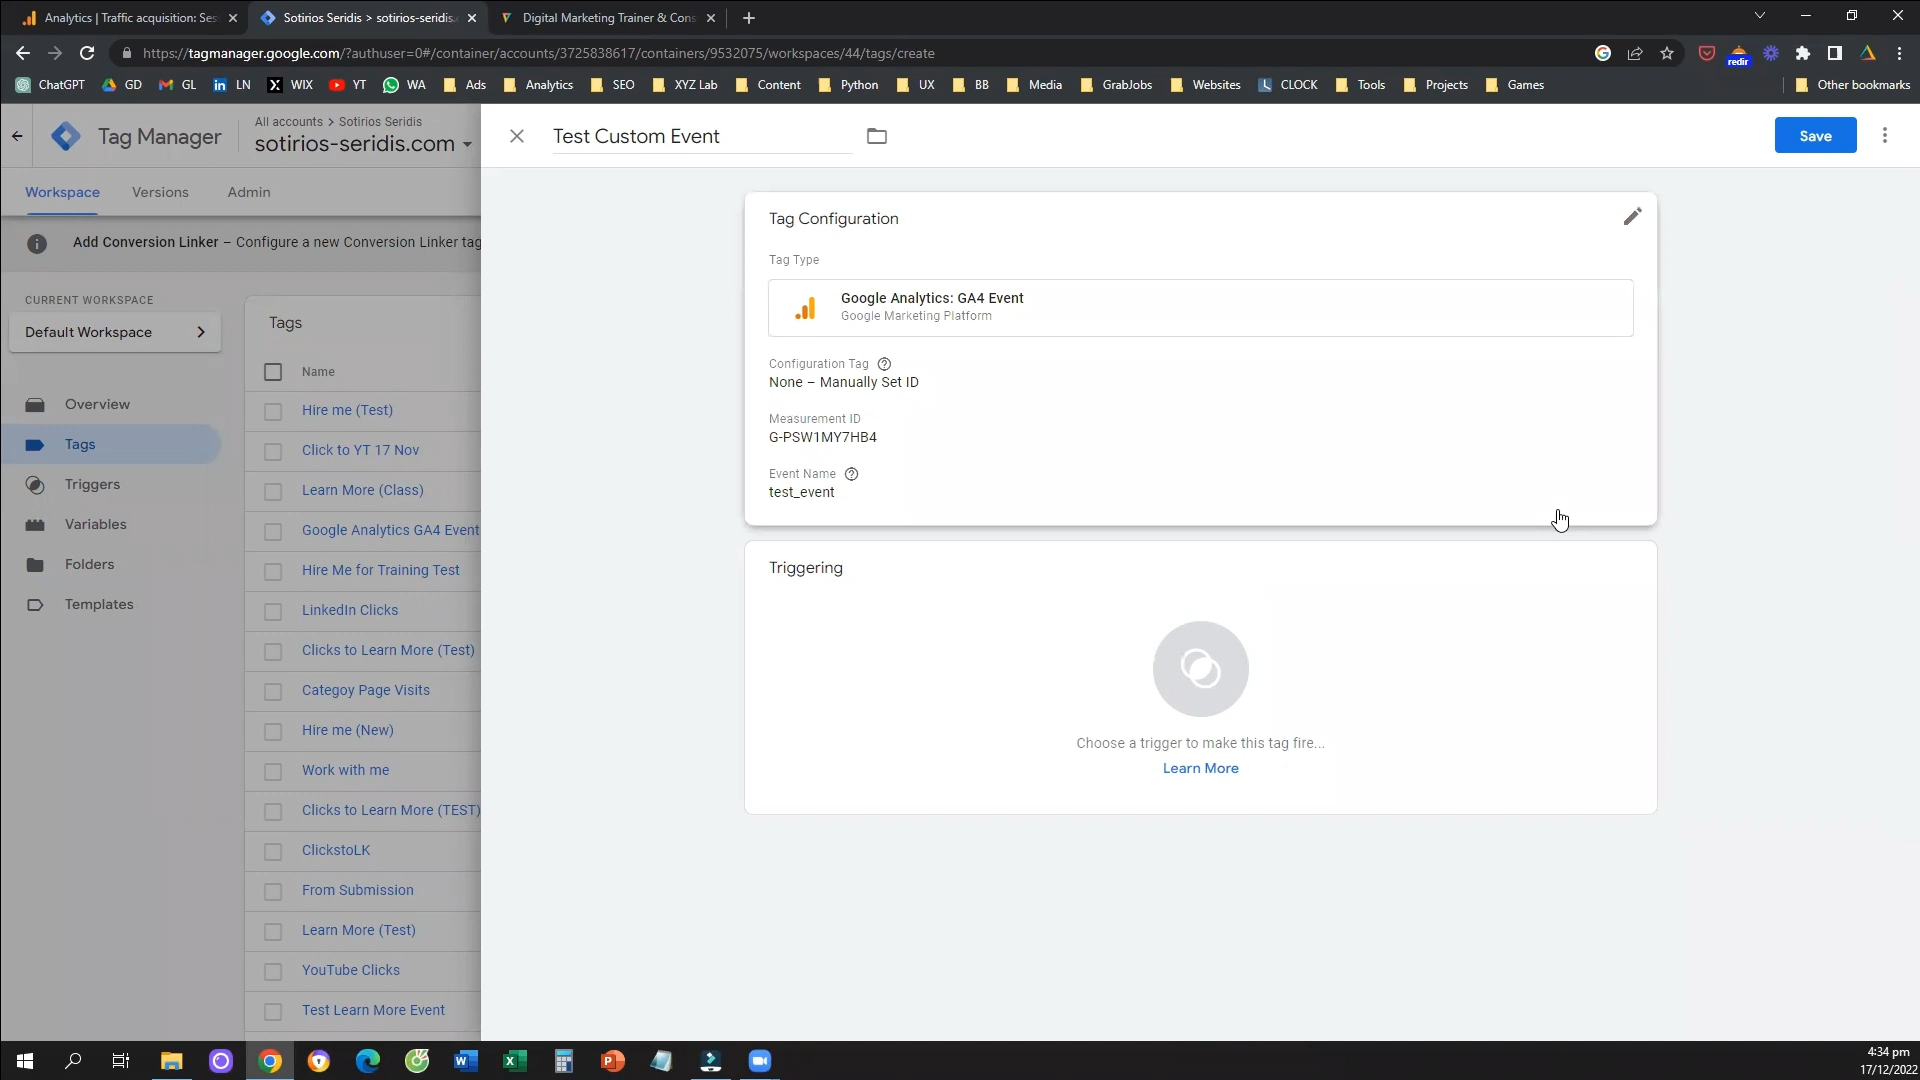 Analytics | Traffic acquisition: Ses
Sotirios Seridis > sotirios-seridis.
Digital Marketing Trainer & Cons
https://tagmanager.google.com/?authuser=0#/container/accounts/3725838617/containers/9532075/workspaces/44/tags/create
redir
ChatGPT
GD
GL
LN
WIX
YT
WA
Ads
Analytics
SEO
XYZ Lab
Content
Python
UX
BB
Media
GrabJobs
Websites
CLOCK
Tools
Projects
Games
Other bookmarks
Tag Manager
All accounts > Sotirios Seridis
sotirios-seridis.com
Test Custom Event
Save
Workspace
Versions
Admin
Add Conversion Linker – Configure a new Conversion Linker tag
CURRENT WORKSPACE
Default Workspace
Overview
Tags
Triggers
Variables
Folders
Templates
Tags
Name
Hire me (Test)
Click to YT 17 Nov
Learn More (Class)
Google Analytics GA4 Event
Hire Me for Training Test
LinkedIn Clicks
Clicks to Learn More (Test)
Categoy Page Visits
Hire me (New)
Work with me
Clicks to Learn More (TEST)
ClickstoLK
From Submission
Learn More (Test)
YouTube Clicks
Test Learn More Event
Tag Configuration
Tag Type
Google Analytics: GA4 Event
Google Marketing Platform
Configuration Tag
None – Manually Set ID
Measurement ID
G-PSW1MY7HB4
Event Name
test_event
Triggering
Choose a trigger to make this tag fire...
Learn More
4:34 pm
17/12/2022